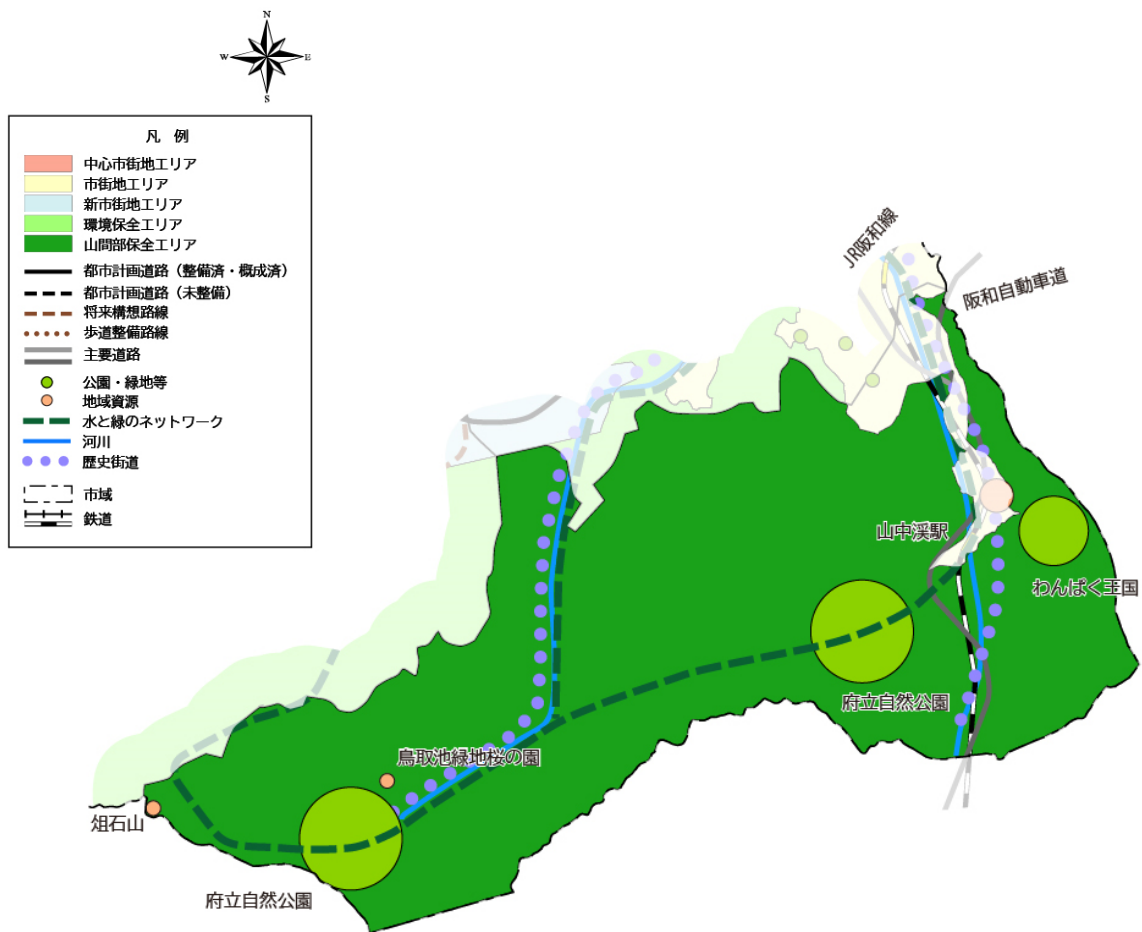 N
W
E
S
凡 例
中心市街地エリア
市街地エリア
新市街地エリア
環境保全エリア
山間部保全エリア
都市計画道路（整備済・概成済）
都市計画道路（未整備）
将来構想路線
歩道整備路線
主要道路
公園・緑地等
地域資源
水と緑のネットワーク
河川
歴史街道
市域
鉄道
JR阪和線
阪和自動車道
山中渓駅
わんぱく王国
府立自然公園
鳥取池緑地桜の園
俎石山
府立自然公園